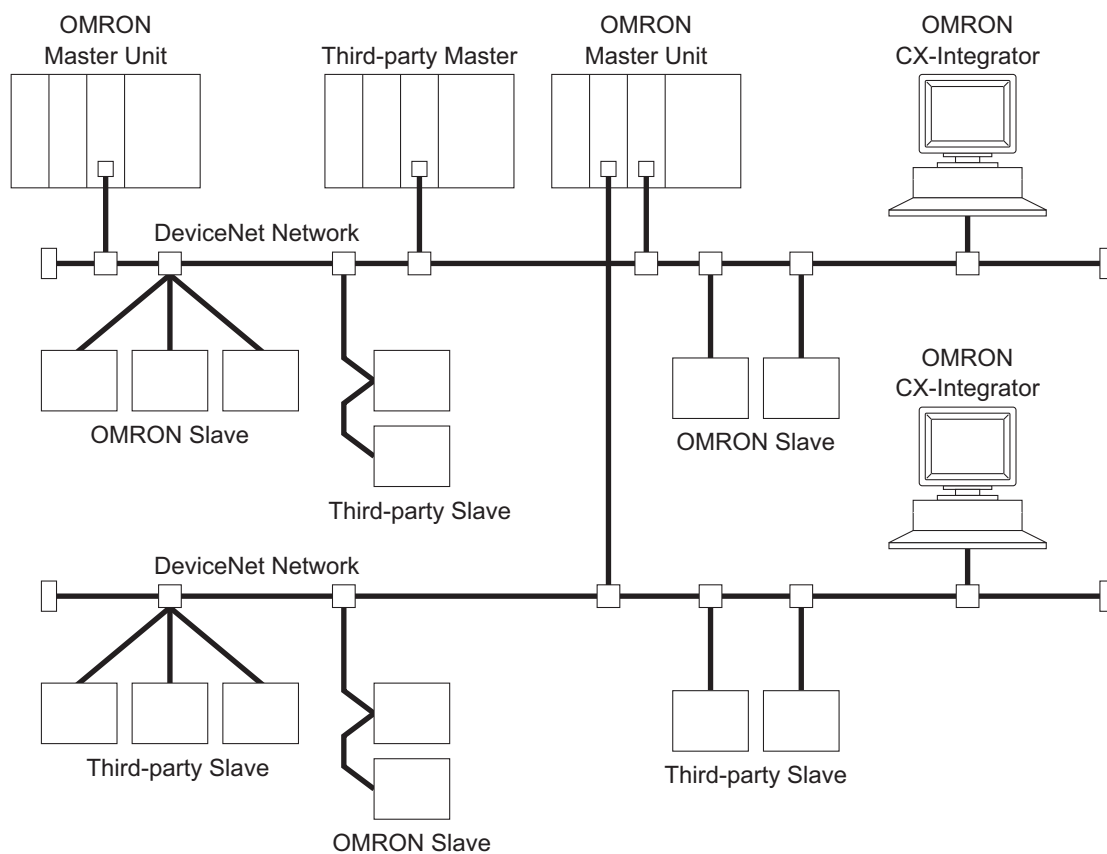 OMRON
Master Unit
Third-party Master
OMRON
Master Unit
OMRON
CX-Integrator
DeviceNet Network
OMRON Slave
Third-party Slave
OMRON Slave
OMRON
CX-Integrator
DeviceNet Network
Third-party Slave
OMRON Slave
Third-party Slave